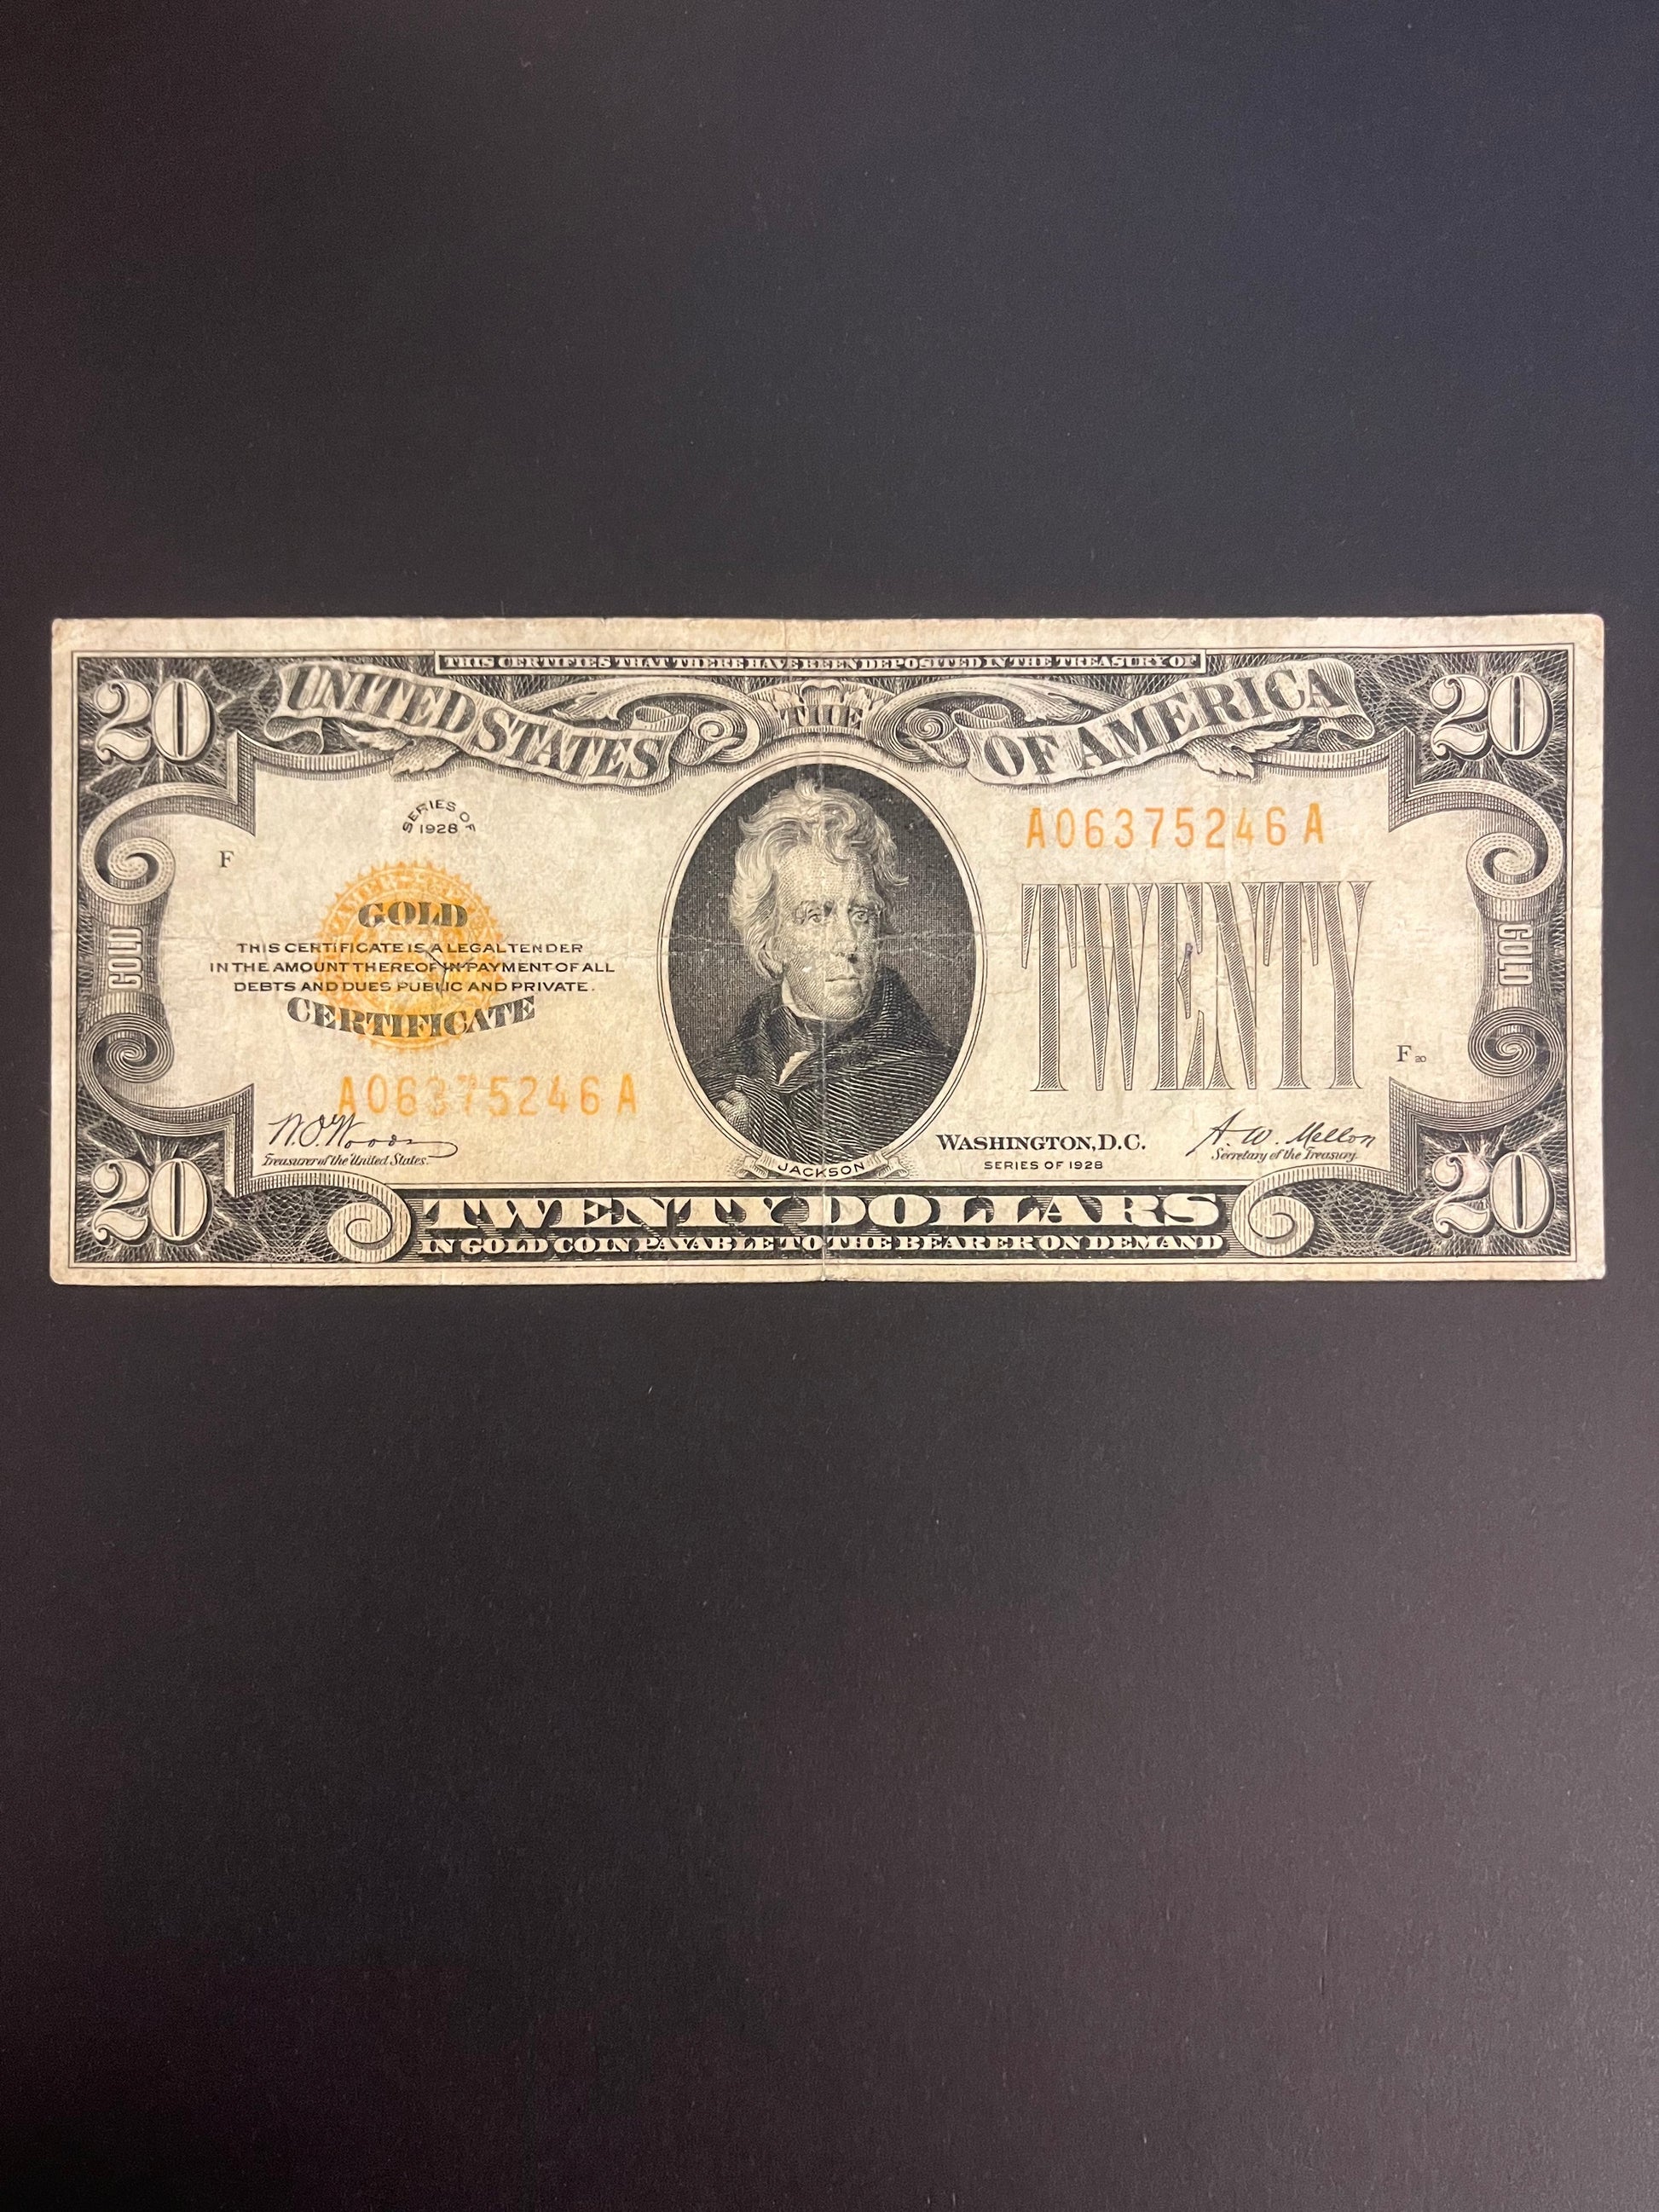 THIS CERTIFIES THAT THERE HAVE BEEN DEPOSITED IN THE TREASURY OF
20 UNITED STATES THE OF AMERICA 20
SERIES OF
1928
A06375246A
F
GOLD
THIS CERTIFICATE IS A LEGAL TENDER
IN THE AMOUNT THEREOF IN PAYMENT OF ALL
DEBTS AND DUES PUBLIC AND PRIVATE.
CERTIFICATE
GOLD
TWENTY
GOLD
F 20
A06375246A
W.O. Woods
Treasurer of the United States.
JACKSON
WASHINGTON, D.C.
SERIES OF 1928
A. W. Mellon
Secretary of the Treasury.
20 TWENTY DOLLARS 20
IN GOLD COIN PAYABLE TO THE BEARER ON DEMAND